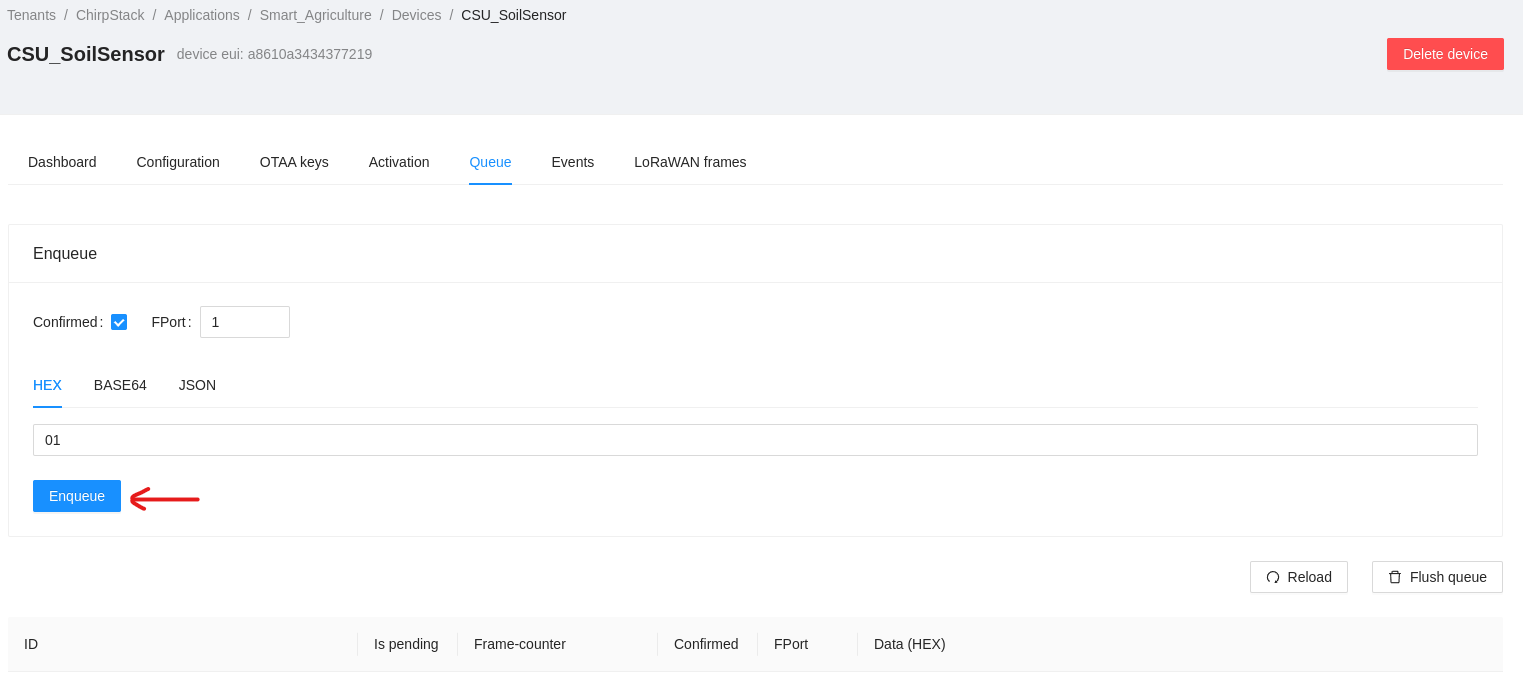 Tenants / ChirpStack / Applications / Smart_Agriculture / Devices / CSU_SoilSensor
CSU_SoilSensor device eui: a8610a3434377219
Delete device
Dashboard Configuration OTAA keys Activation Queue Events LoRaWAN frames
Enqueue
Confirmed: FPort: 1
HEX BASE64 JSON
01
Enqueue
Reload Flush queue
ID Is pending Frame-counter Confirmed FPort Data (HEX)